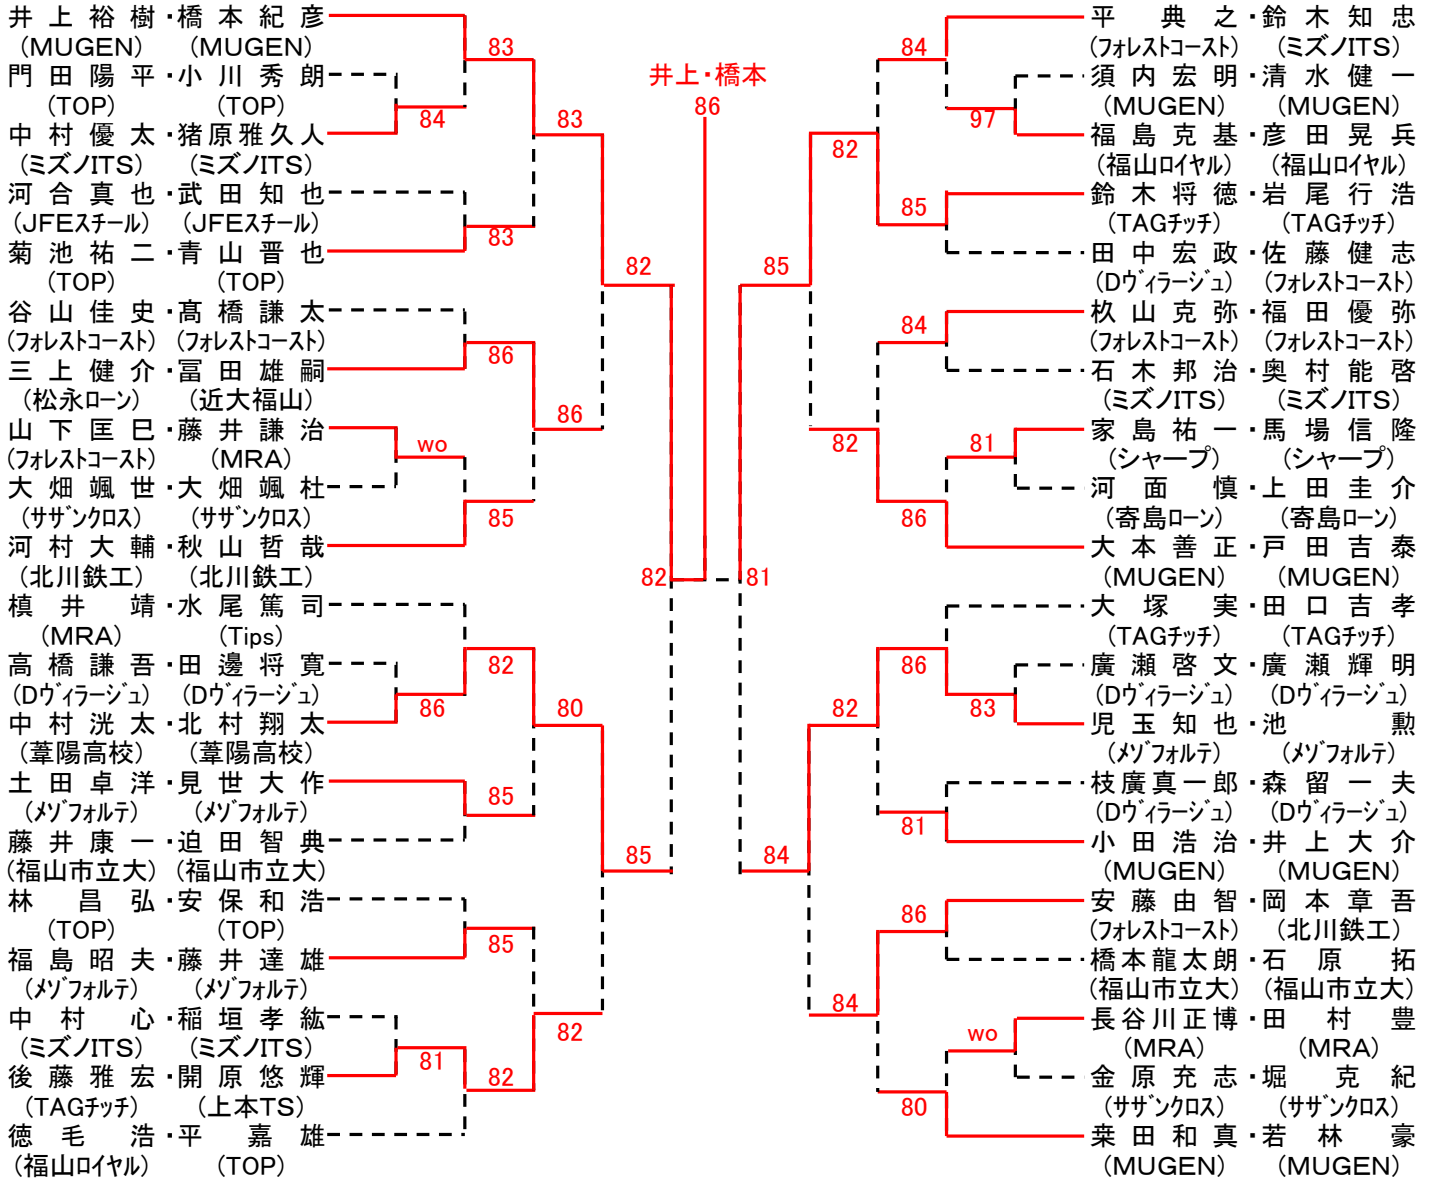 井上裕樹・橋本紀彦
(MUGEN) (MUGEN)
83
門田陽平・小川秀朗
(TOP) (TOP)
84
中村優太・猪原雅久人
(ミズノITS) (ミズノITS)
83
河合真也・武田知也
(JFEスチール) (JFEスチール)
83
菊池祐二・青山晋也
(TOP) (TOP)
82
谷山佳史・髙橋謙太
(フォレストコースト) (フォレストコースト)
86
三上健介・冨田雄嗣
(松永ローン) (近大福山)
86
山下匡巳・藤井謙治
(フォレストコースト) (MRA)
wo
大畑颯世・大畑颯杜
(サザンクロス) (サザンクロス)
85
河村大輔・秋山哲哉
(北川鉄工) (北川鉄工)
82
槙井靖・水尾篤司
(MRA) (Tips)
82
高橋謙吾・田邊将寛
(Dヴィラージュ) (Dヴィラージュ)
86
中村洸太・北村翔太
(葦陽高校) (葦陽高校)
80
土田卓洋・見世大作
(メゾフォルテ) (メゾフォルテ)
85
藤井康一・迫田智典
(福山市立大) (福山市立大)
85
林昌弘・安保和浩
(TOP) (TOP)
85
福島昭夫・藤井達雄
(メゾフォルテ) (メゾフォルテ)
82
中村心・稲垣孝紘
(ミズノITS) (ミズノITS)
81
後藤雅宏・開原悠輝
(TAGチッチ) (上本TS)
82
徳毛浩・平嘉雄
(福山ロイヤル) (TOP)
井上・橋本
86
平典之・鈴木知忠
(フォレストコースト) (ミズノITS)
84
須内宏明・清水健一
(MUGEN) (MUGEN)
97
福島克基・彦田晃兵
(福山ロイヤル) (福山ロイヤル)
82
鈴木将徳・岩尾行浩
(TAGチッチ) (TAGチッチ)
85
田中宏政・佐藤健志
(Dヴィラージュ) (フォレストコースト)
85
杦山克弥・福田優弥
(フォレストコースト) (フォレストコースト)
84
石木邦治・奥村能啓
(ミズノITS) (ミズノITS)
82
家島祐一・馬場信隆
(シャープ) (シャープ)
81
河面慎・上田圭介
(寄島ローン) (寄島ローン)
86
大本善正・戸田吉泰
(MUGEN) (MUGEN)
81
大塚実・田口吉孝
(TAGチッチ) (TAGチッチ)
86
廣瀬啓文・廣瀬輝明
(Dヴィラージュ) (Dヴィラージュ)
83
児玉知也・池勲
(メゾフォルテ) (メゾフォルテ)
82
枝廣真一郎・森留一夫
(Dヴィラージュ) (Dヴィラージュ)
81
小田浩治・井上大介
(MUGEN) (MUGEN)
84
安藤由智・岡本章吾
(フォレストコースト) (北川鉄工)
86
橋本龍太朗・石原拓
(福山市立大) (福山市立大)
84
長谷川正博・田村豊
(MRA) (MRA)
wo
金原充志・堀克紀
(サザンクロス) (サザンクロス)
80
桒田和真・若林豪
(MUGEN) (MUGEN)